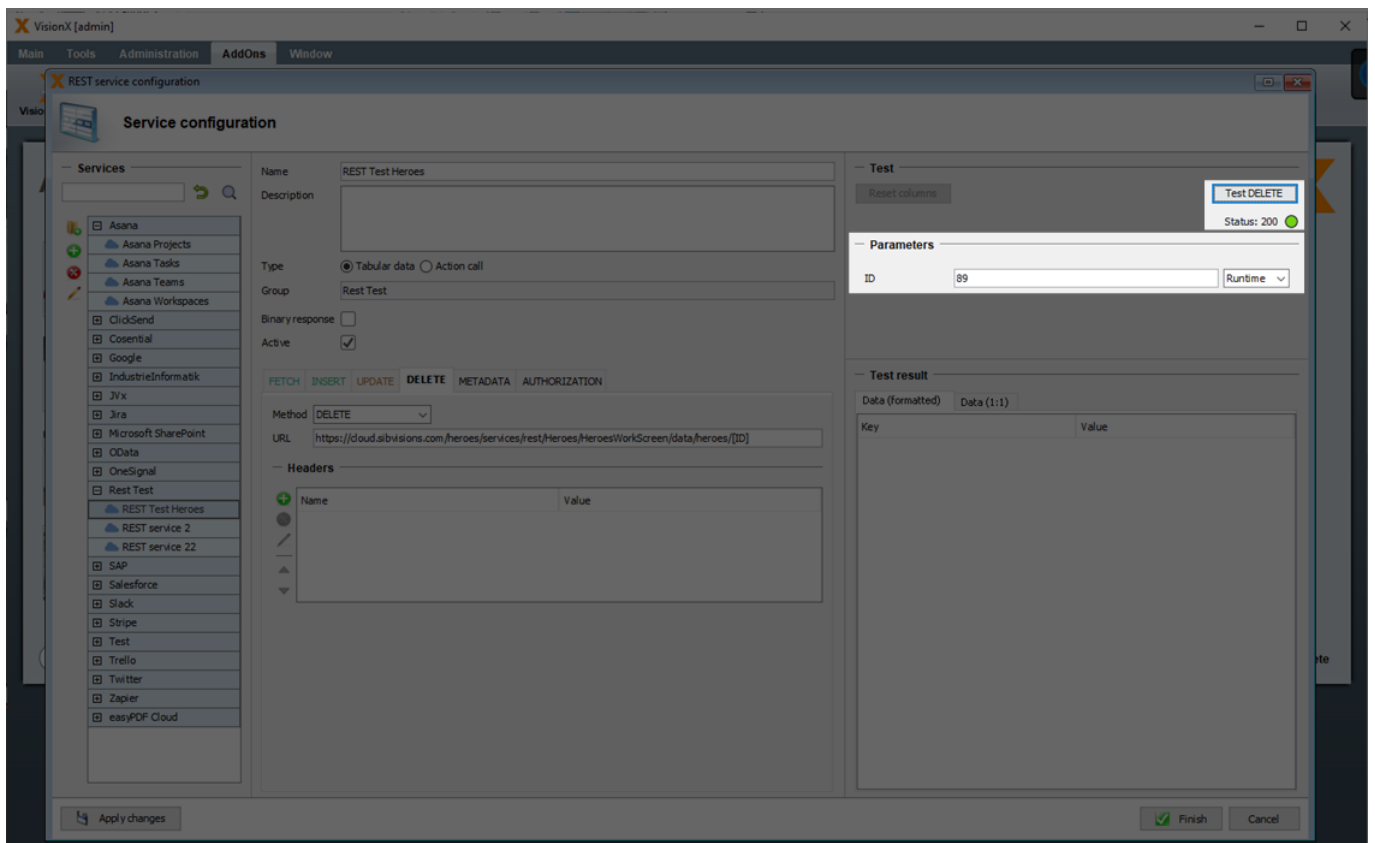 VisionX [admin]
Main Tools Administration AddOns Window
REST service configuration
Visio
Service configuration
Services
Asana
Asana Projects
Asana Tasks
Asana Teams
Asana Workspaces
ClickSend
Cosential
Google
IndustrieInformatik
JVx
Jira
Microsoft SharePoint
OData
OneSignal
Rest Test
REST Test Heroes
REST service 2
REST service 22
SAP
Salesforce
Slack
Stripe
Test
Trello
Twitter
Zapier
easyPDF Cloud
Name REST Test Heroes
Description
Type Tabular data Action call
Group Rest Test
Binary response
Active
FETCH INSERT UPDATE DELETE METADATA AUTHORIZATION
Method DELETE
URL https://cloud.sibvisions.com/heroes/services/rest/Heroes/HeroesWorkScreen/data/heroes/[ID]
Headers
Name Value
Test
Reset columns Test DELETE
Status: 200
Parameters
ID 89 Runtime
Test result
Data (formatted) Data (1:1)
Key Value
ete
Apply changes Finish Cancel